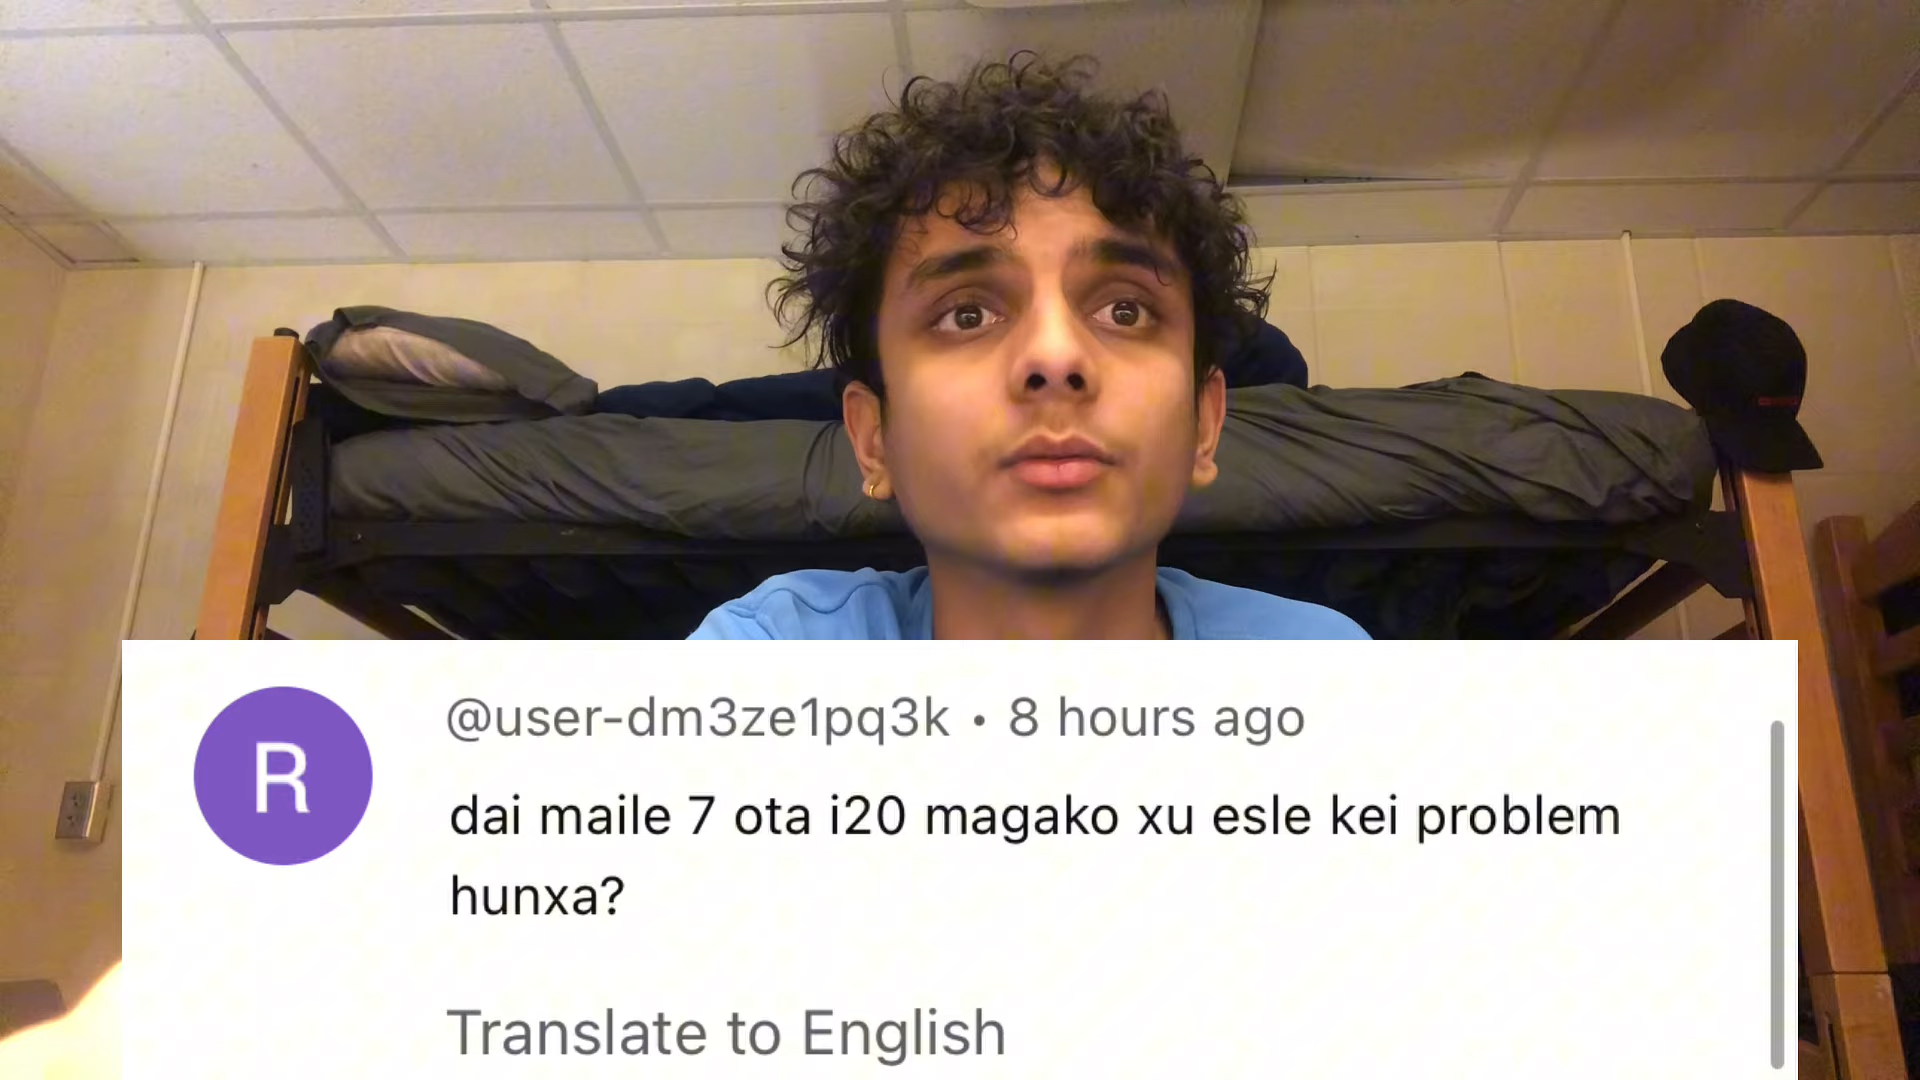 R
@user-dm3ze1pq3k • 8 hours ago
dai maile 7 ota i20 magako xu esle kei problem
hunxa?
Translate to English